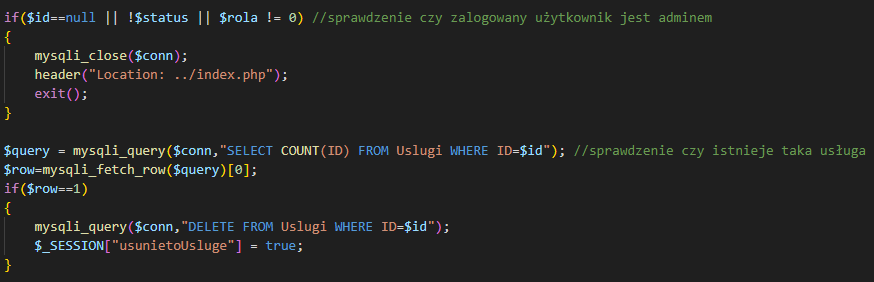 if($id==null || !$status || $rola != 0) //sprawdzenie czy zalogowany użytkownik jest adminem
{
    mysqli_close($conn);
    header("Location: ../index.php");
    exit();
}

$query = mysqli_query($conn,"SELECT COUNT(ID) FROM Uslugi WHERE ID=$id"); //sprawdzenie czy istnieje taka usługa
$row=mysqli_fetch_row($query)[0];
if($row==1)
{
    mysqli_query($conn,"DELETE FROM Uslugi WHERE ID=$id");
    $_SESSION["usunietoUsluge"] = true;
}